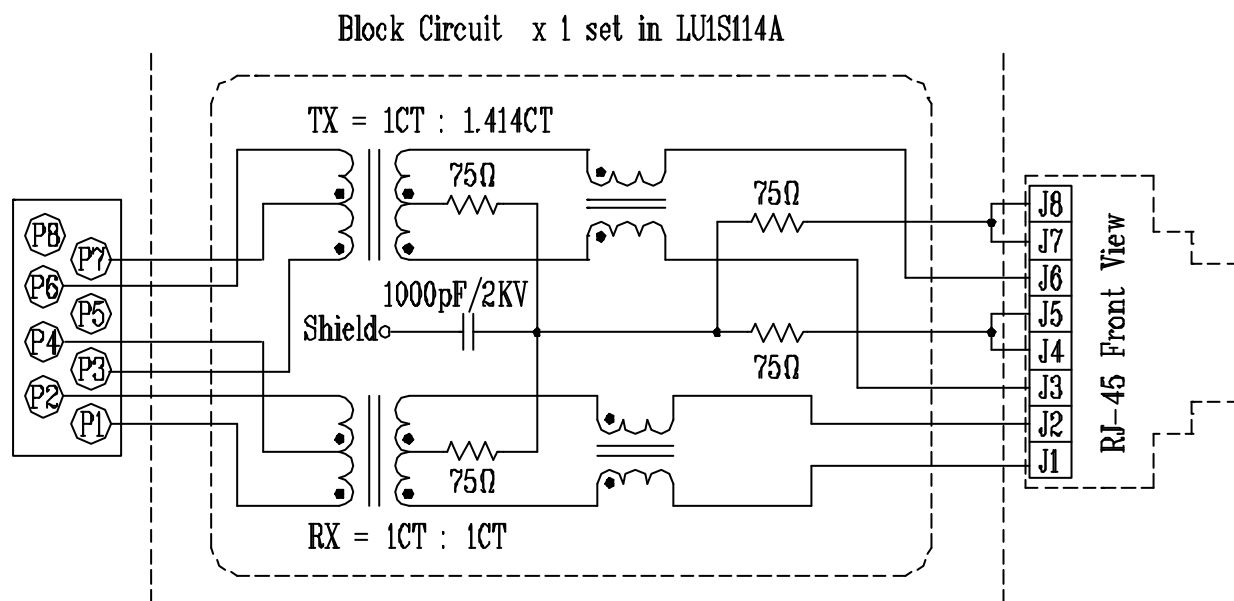 Block Circuit x 1 set in LU1S114A
TX = 1CT : 1.414CT
75Ω
75Ω
P8
P7
P6
P5
P4
P3
P2
P1
1000pF/2KV
Shield
75Ω
75Ω
RX = 1CT : 1CT
J8
J7
J6
J5
J4
J3
J2
J1
RJ-45 Front View